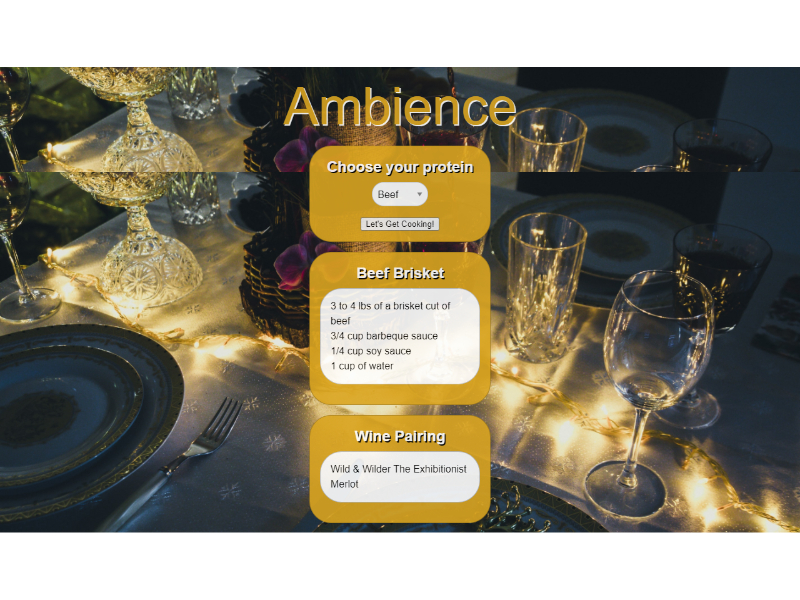 Ambience
Choose your protein
Beef
Let's Get Cooking!
Beef Brisket
3 to 4 lbs of a brisket cut of
beef
3/4 cup barbeque sauce
1/4 cup soy sauce
1 cup of water
Wine Pairing
Wild & Wilder The Exhibitionist
Merlot